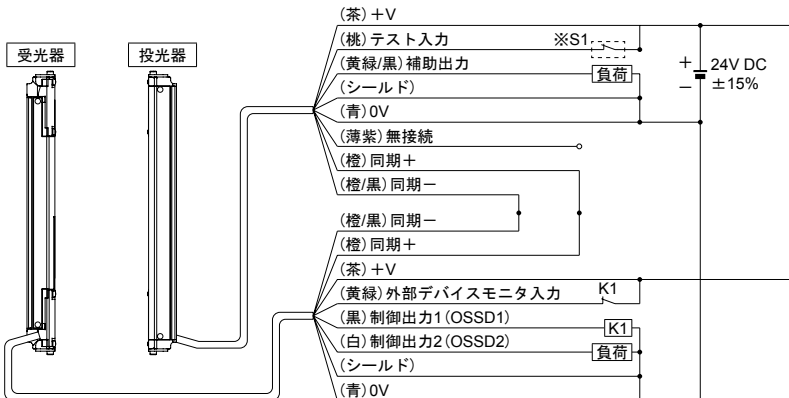 受光器
投光器
(茶)+V
(桃)テスト入力
※S1
(黄緑/黒)補助出力
負荷
(シールド)
(青)0V
(薄紫)無接続
(橙)同期+
(橙/黒)同期-
+
-
24V DC
±15%
(橙/黒)同期-
(橙)同期+
(茶)+V
(黄緑)外部デバイスモニタ入力
K1
(黒)制御出力1(OSSD1)
K1
(白)制御出力2(OSSD2)
負荷
(シールド)
(青)0V